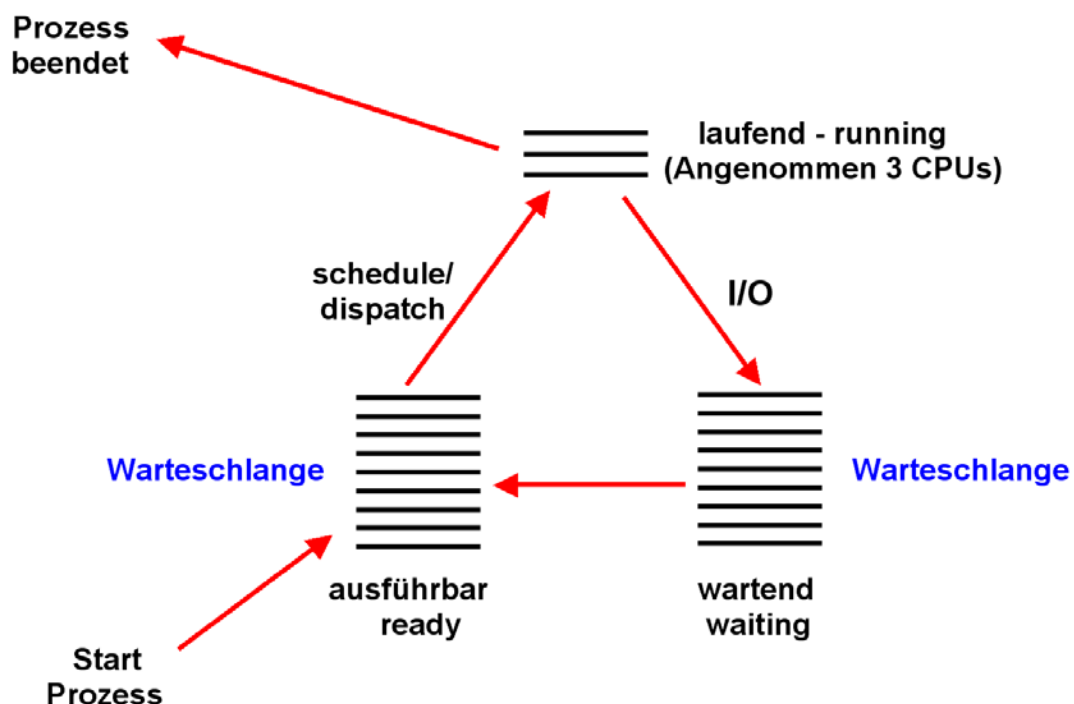 Prozess
beendet
laufend - running
(Angenommen 3 CPUs)
schedule/
dispatch
I/O
Warteschlange
Warteschlange
ausführbar
ready
wartend
waiting
Start
Prozess